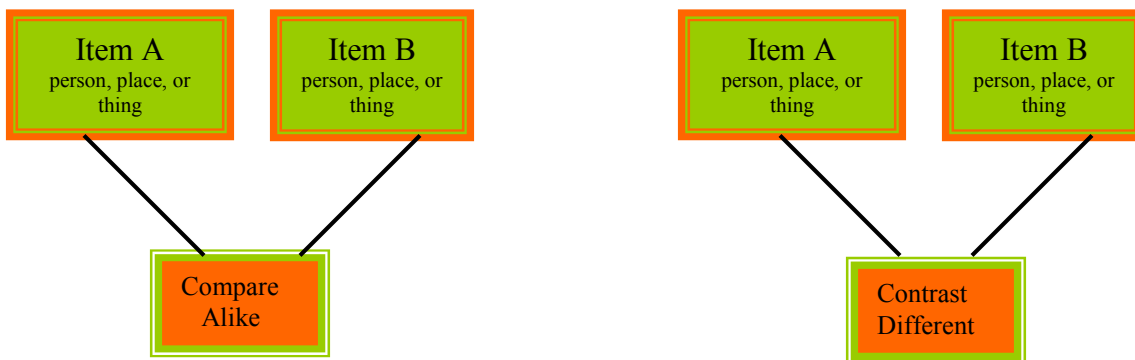 Item A
person, place, or
thing
Item B
person, place, or
thing
Compare
Alike
Item A
person, place, or
thing
Item B
person, place, or
thing
Contrast
Different